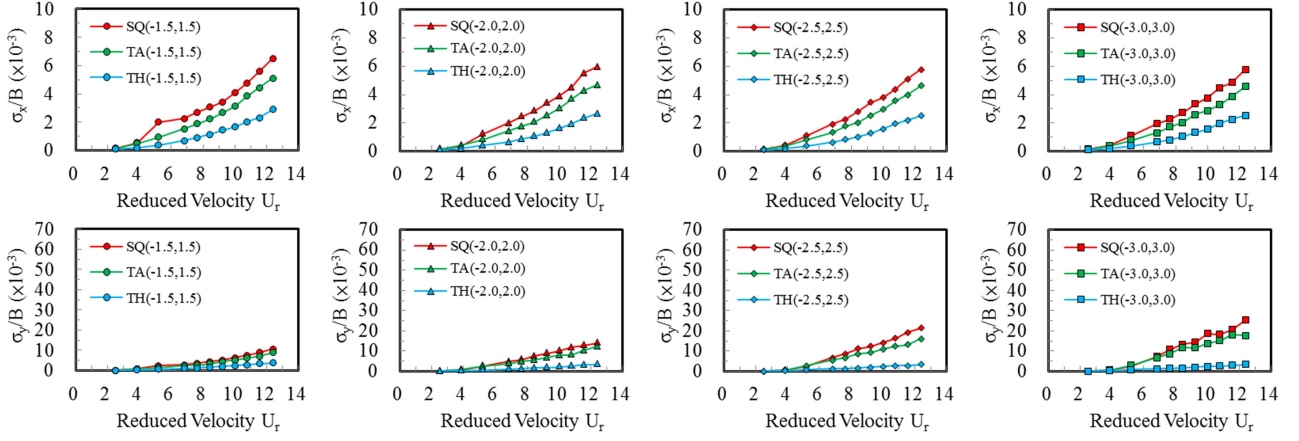 σx/B (×10-3)
10
8
6
4
2
0
SQ(-1.5,1.5)
TA(-1.5,1.5)
TH(-1.5,1.5)
0 2 4 6 8 10 12 14
Reduced Velocity Ur
σx/B (×10-3)
10
8
6
4
2
0
SQ(-2.0,2.0)
TA(-2.0,2.0)
TH(-2.0,2.0)
0 2 4 6 8 10 12 14
Reduced Velocity Ur
σx/B (×10-3)
10
8
6
4
2
0
SQ(-2.5,2.5)
TA(-2.5,2.5)
TH(-2.5,2.5)
0 2 4 6 8 10 12 14
Reduced Velocity Ur
σx/B (×10-3)
10
8
6
4
2
0
SQ(-3.0,3.0)
TA(-3.0,3.0)
TH(-3.0,3.0)
0 2 4 6 8 10 12 14
Reduced Velocity Ur
σy/B (×10-3)
70
60
50
40
30
20
10
0
SQ(-1.5,1.5)
TA(-1.5,1.5)
TH(-1.5,1.5)
0 2 4 6 8 10 12 14
Reduced Velocity Ur
σy/B (×10-3)
70
60
50
40
30
20
10
0
SQ(-2.0,2.0)
TA(-2.0,2.0)
TH(-2.0,2.0)
0 2 4 6 8 10 12 14
Reduced Velocity Ur
σy/B (×10-3)
70
60
50
40
30
20
10
0
SQ(-2.5,2.5)
TA(-2.5,2.5)
TH(-2.5,2.5)
0 2 4 6 8 10 12 14
Reduced Velocity Ur
σy/B (×10-3)
70
60
50
40
30
20
10
0
SQ(-3.0,3.0)
TA(-3.0,3.0)
TH(-3.0,3.0)
0 2 4 6 8 10 12 14
Reduced Velocity Ur